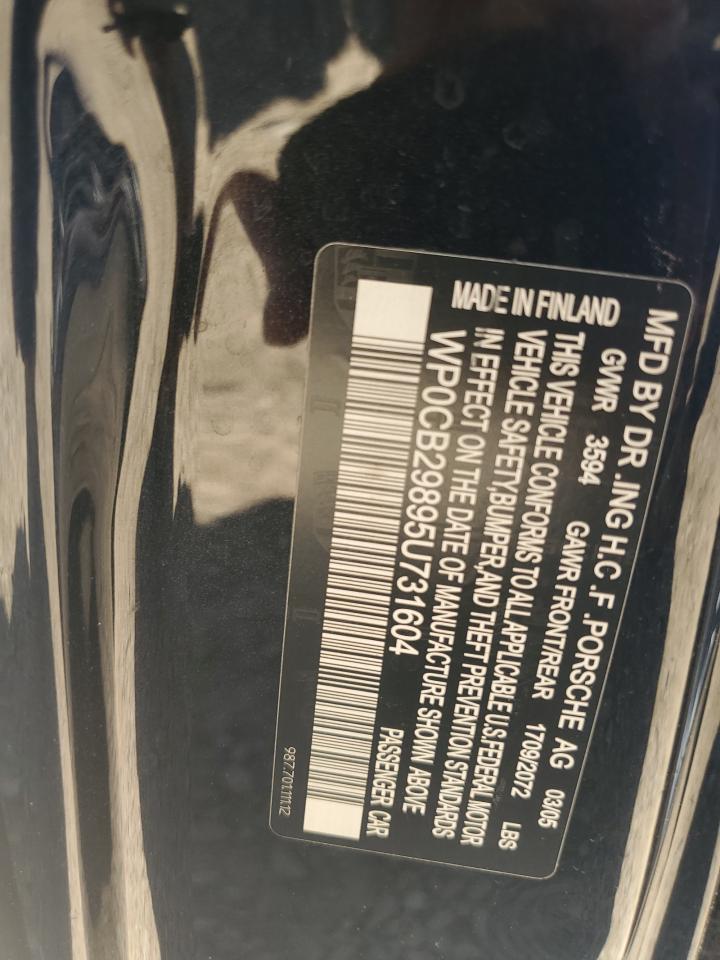 MFD BY DR .ING H.C .F .PORSCHE AG 03/05
GVWR 3594 GAWR FRONT/REAR 1709/2072 LBS
THIS VEHICLE CONFORMS TO ALL APPLICABLE U.S.FEDERAL MOTOR
VEHICLE SAFETY,BUMPER,AND THEFT PREVENTION STANDARDS
IN EFFECT ON THE DATE OF MANUFACTURE SHOWN ABOVE
MADE IN FINLAND
WP0CB29895U731604 PASSENGER CAR
987.701.111.12